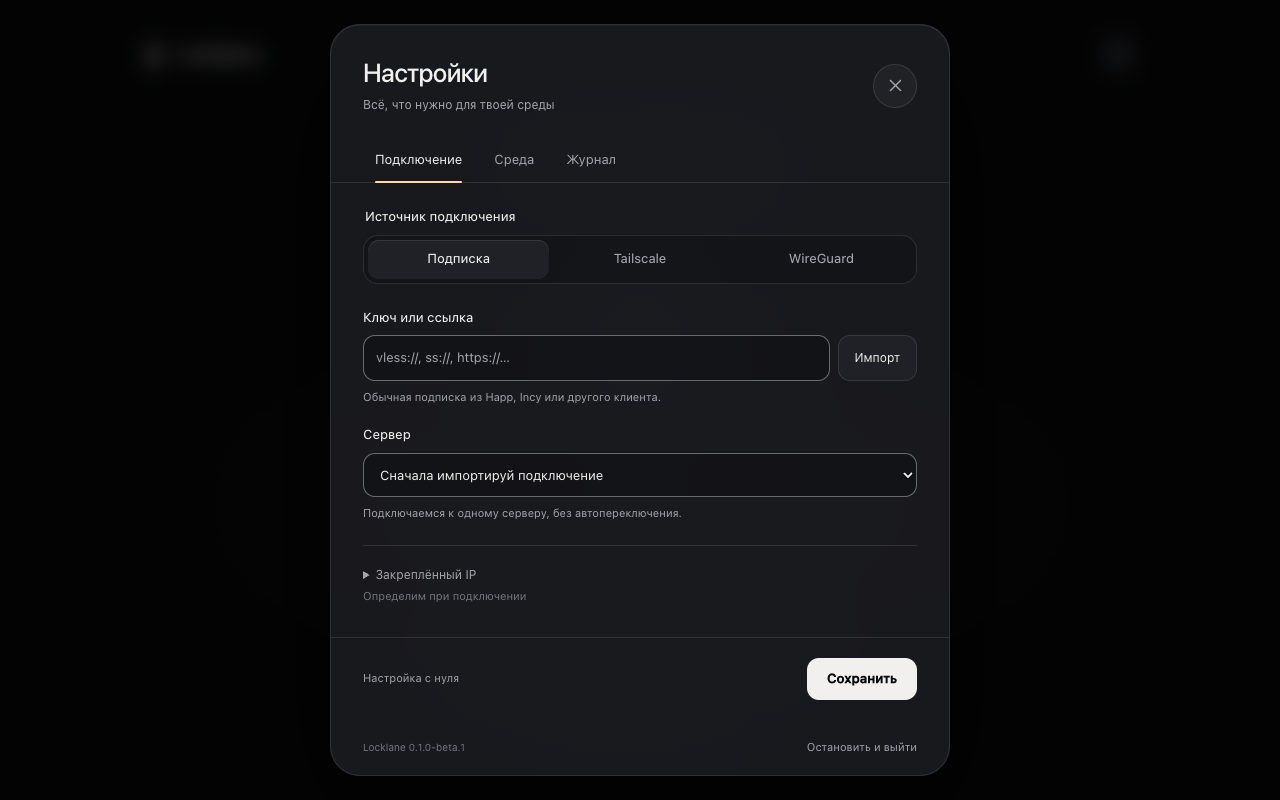 Настройки
Всё, что нужно для твоей среды
Подключение Среда Журнал
Источник подключения
Подписка Tailscale WireGuard
Ключ или ссылка
vless://, ss://, https://...
Импорт
Обычная подписка из Happ, Incy или другого клиента.
Сервер
Сначала импортируй подключение
Подключаемся к одному серверу, без автопереключения.
Закреплённый IP
Определим при подключении
Настройка с нуля
Сохранить
Locklane 0.1.0-beta.1
Остановить и выйти